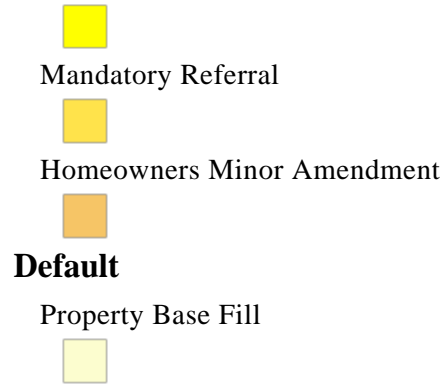 Mandatory Referral
Homeowners Minor Amendment
Default
Property Base Fill